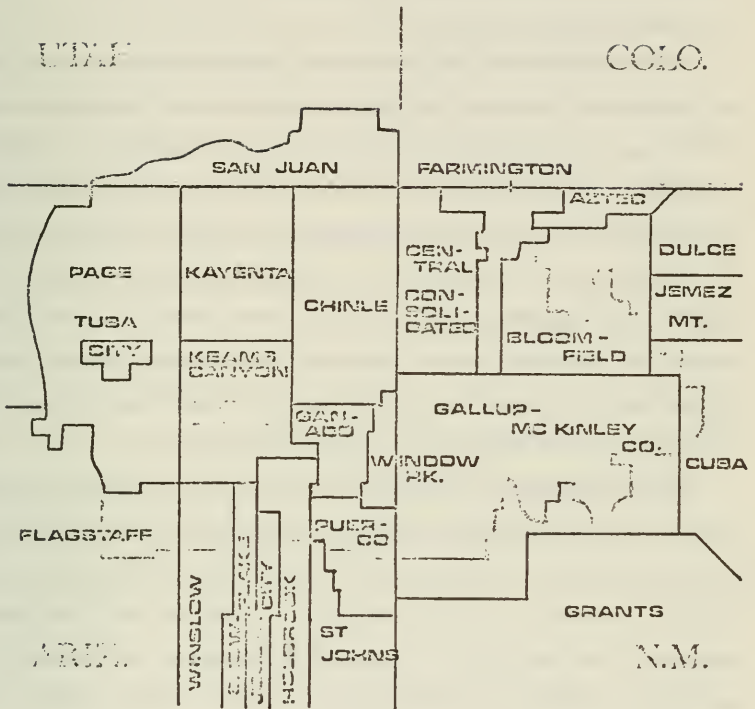 UTAH
COLO.
SAN JUAN
FARMINGTON
AZTEC
PAGE
KAYENTA
CHINLE
CEN-
TRAL
CON-
SOLI-
DATED
DULCE
JEMEZ
MT.
TUBA
CITY
KEAMS
CANYON
BLOOM-
FIELD
GAN-
ADO
GALLUP-
MC KINLEY
CO.
WINDOW
RK.
CUBA
FLAGSTAFF
PUER-
CO
WINSLOW
CITY
HOLBROOK
ST
JOHNS
GRANTS
ARIZ.
N.M.